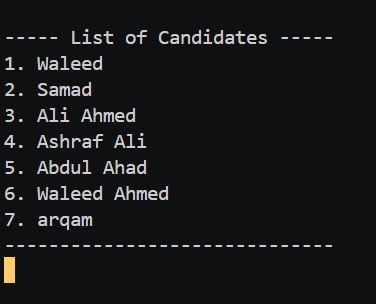 ----- List of Candidates -----
1. Waleed
2. Samad
3. Ali Ahmed
4. Ashraf Ali
5. Abdul Ahad
6. Waleed Ahmed
7. arqam
------------------------------